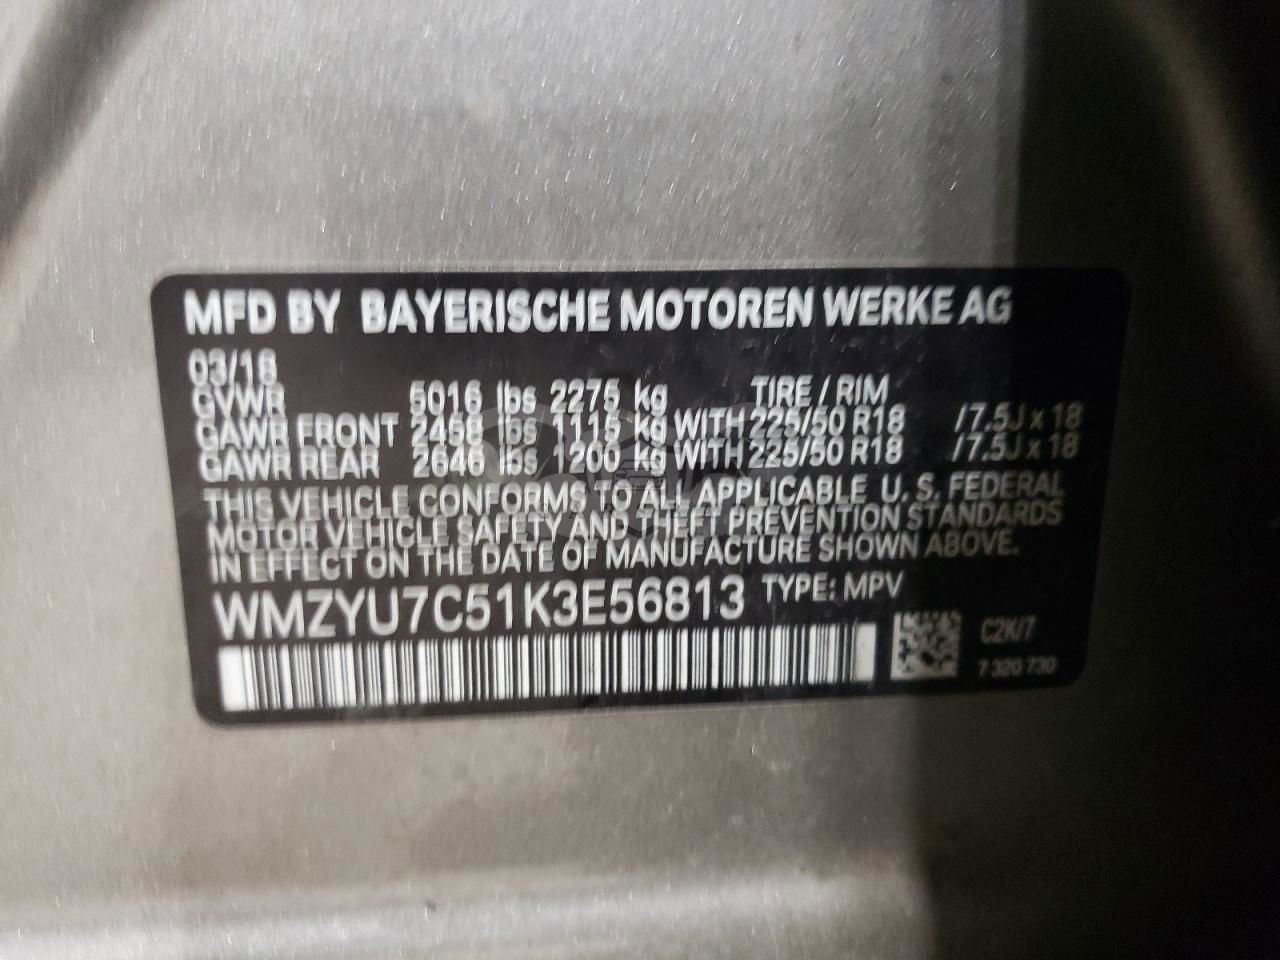 MFD BY BAYERISCHE MOTOREN WERKE AG
03/18
GVWR 5016 lbs 2275 kg TIRE / RIM
GAWR FRONT 2458 lbs 1115 kg WITH 225/50 R18 /7.5J x 18
GAWR REAR 2646 lbs 1200 kg WITH 225/50 R18 /7.5J x 18
THIS VEHICLE CONFORMS TO ALL APPLICABLE U. S. FEDERAL
MOTOR VEHICLE SAFETY AND THEFT PREVENTION STANDARDS
IN EFFECT ON THE DATE OF MANUFACTURE SHOWN ABOVE.
WMZYU7C51K3E56813 TYPE: MPV
C2K/7
7 320 730